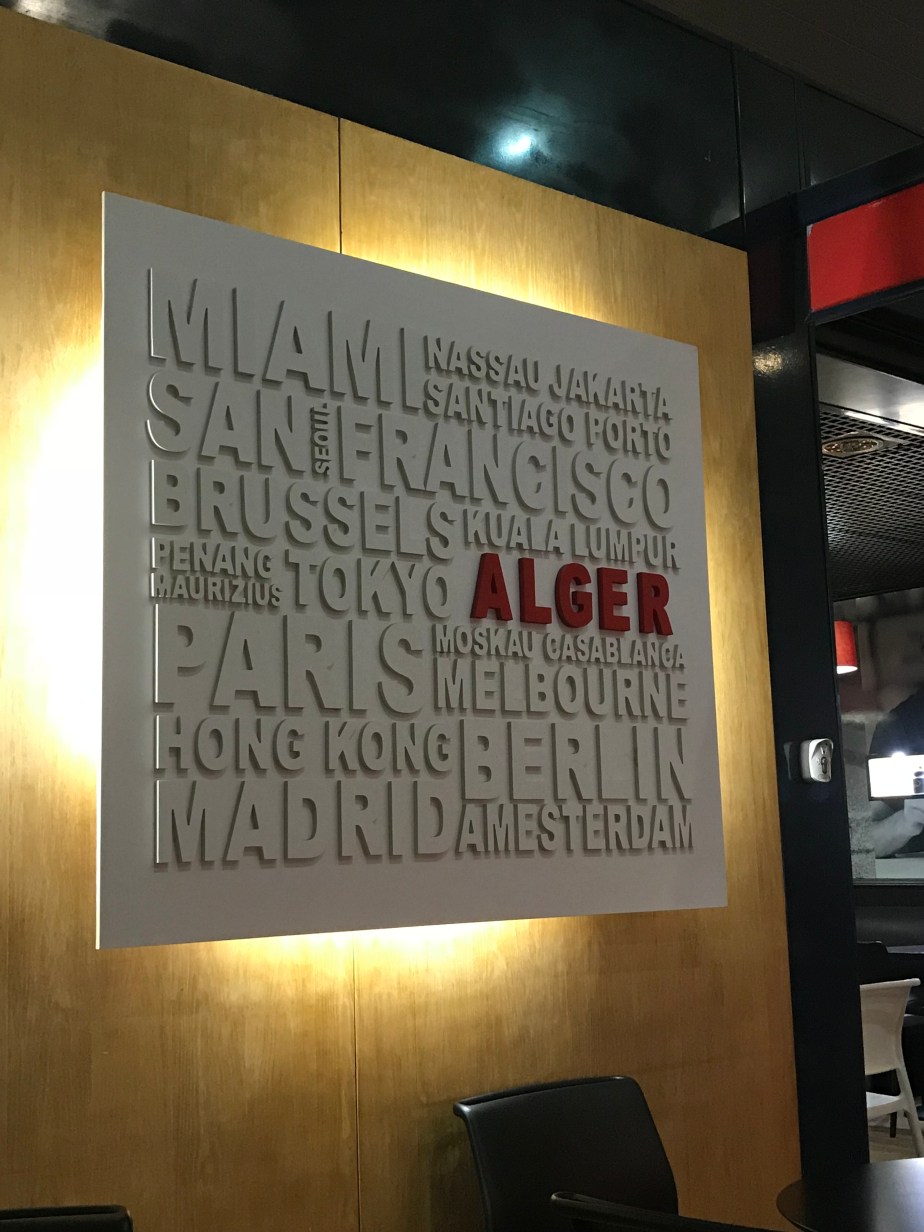 MIAMI
NASSAU JAKARTA
SANTIAGO PORTO
SAN
SEOUL
FRANCISCO
BRUSSELS
KUALA LUMPUR
PENANG
MAURIZIUS
TOKYO
ALGER
PARIS
MOSKAU CASABLANCA
MELBOURNE
HONG KONG
BERLIN
MADRID
AMESTERDAM